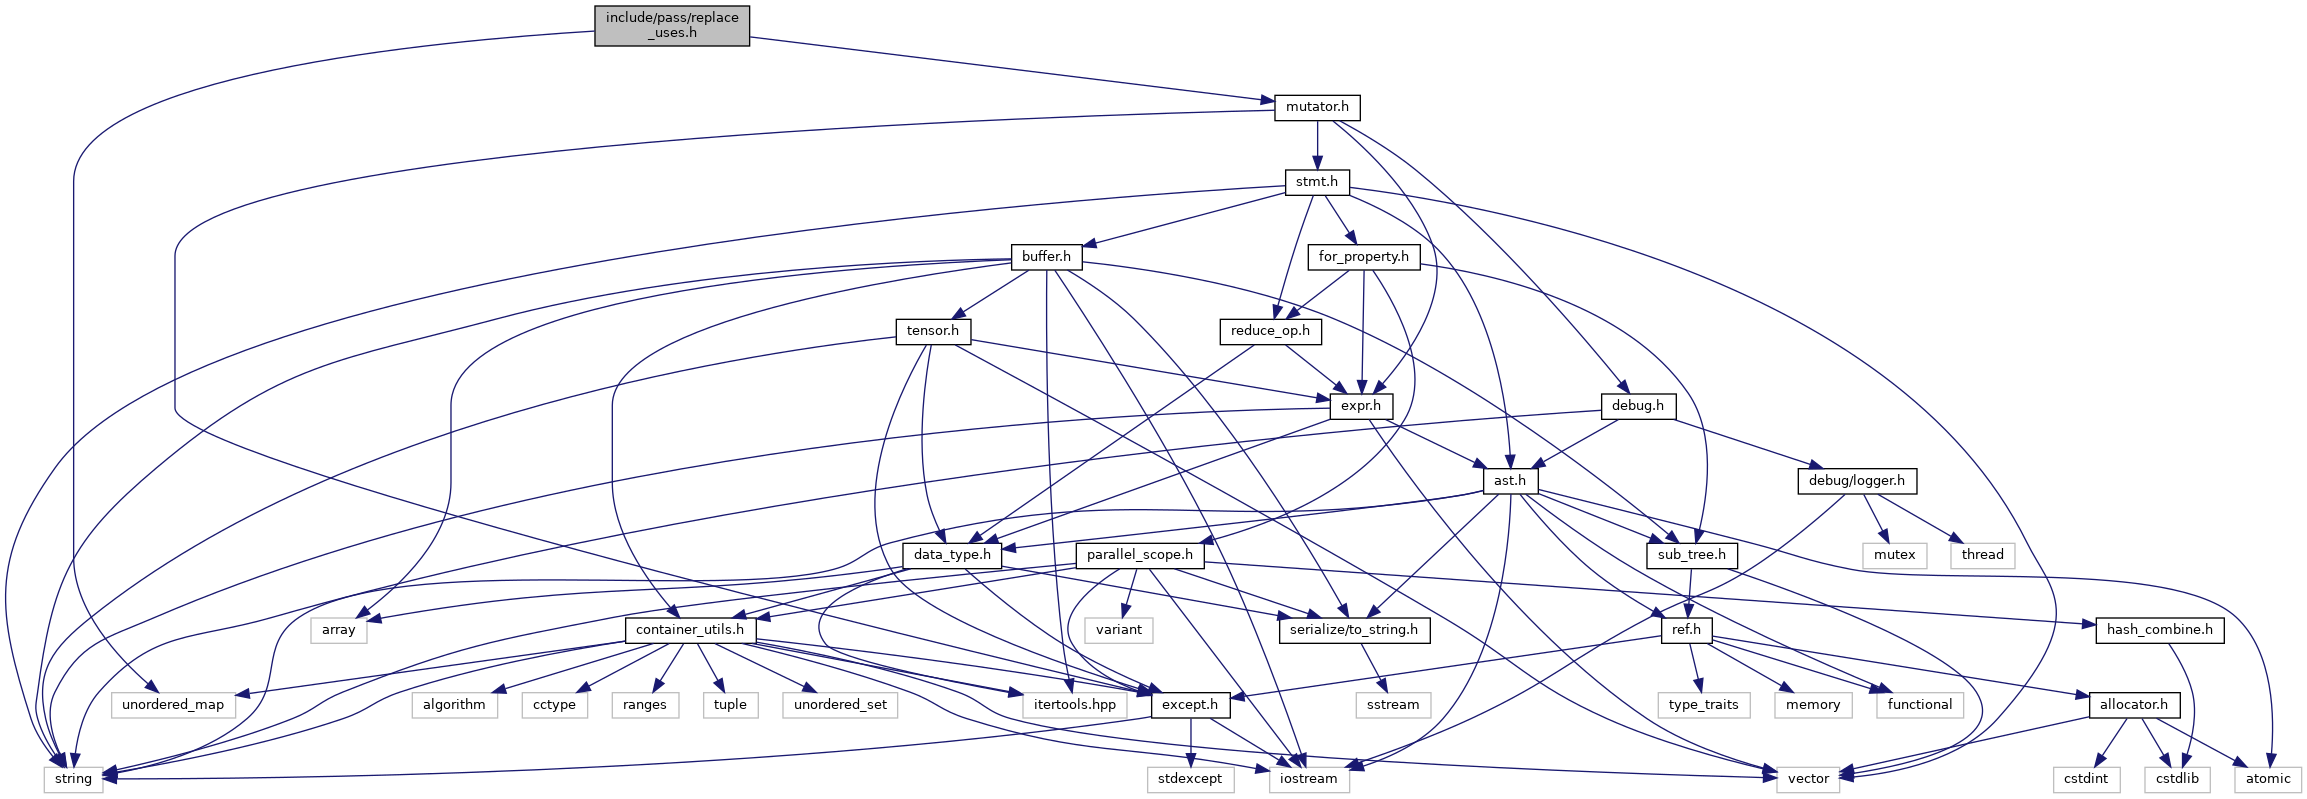 include/pass/replace
_uses.h
mutator.h
stmt.h
buffer.h
for_property.h
tensor.h
reduce_op.h
expr.h
debug.h
ast.h
debug/logger.h
data_type.h
parallel_scope.h
sub_tree.h
mutex
thread
array
container_utils.h
variant
serialize/to_string.h
ref.h
hash_combine.h
unordered_map
algorithm
cctype
ranges
tuple
unordered_set
itertools.hpp
except.h
sstream
type_traits
memory
functional
allocator.h
string
stdexcept
iostream
vector
cstdint
cstdlib
atomic